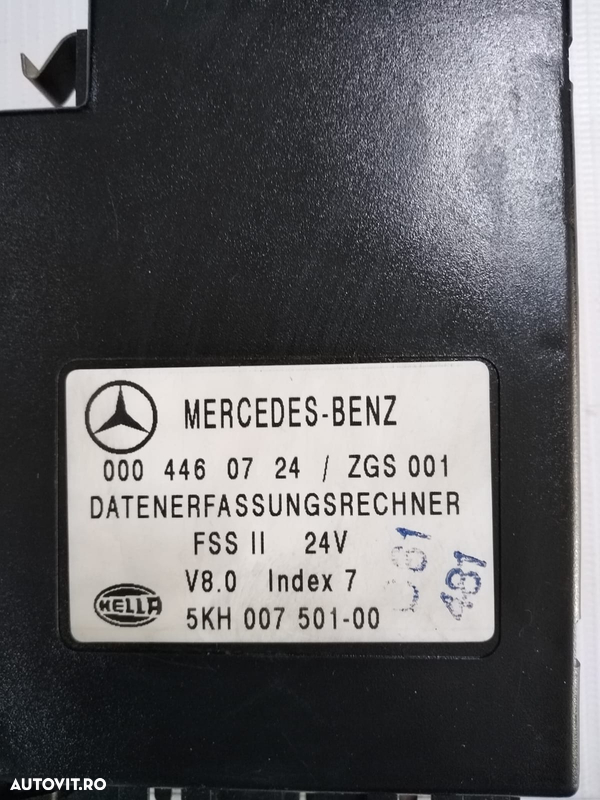 MERCEDES-BENZ
000 446 07 24 / ZGS 001
DATENERFASSUNGSRECHNER
FSS II 24V
V8.0 Index 7
HELLA
5KH 007 501-00
481
AUTOVIT.RO